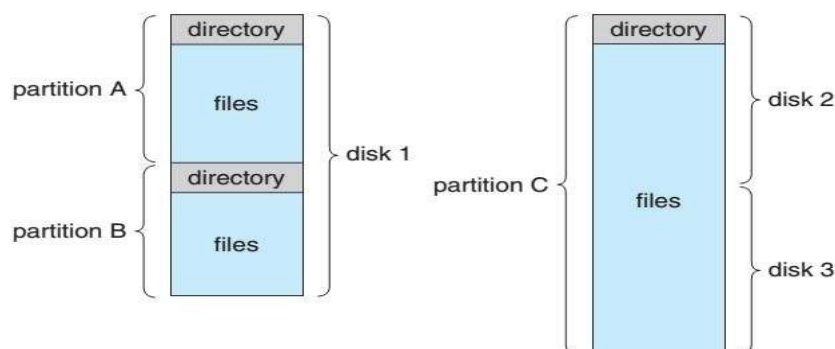 directory
partition A
files
disk 1
directory
partition B
files
directory
disk 2
partition C
files
disk 3